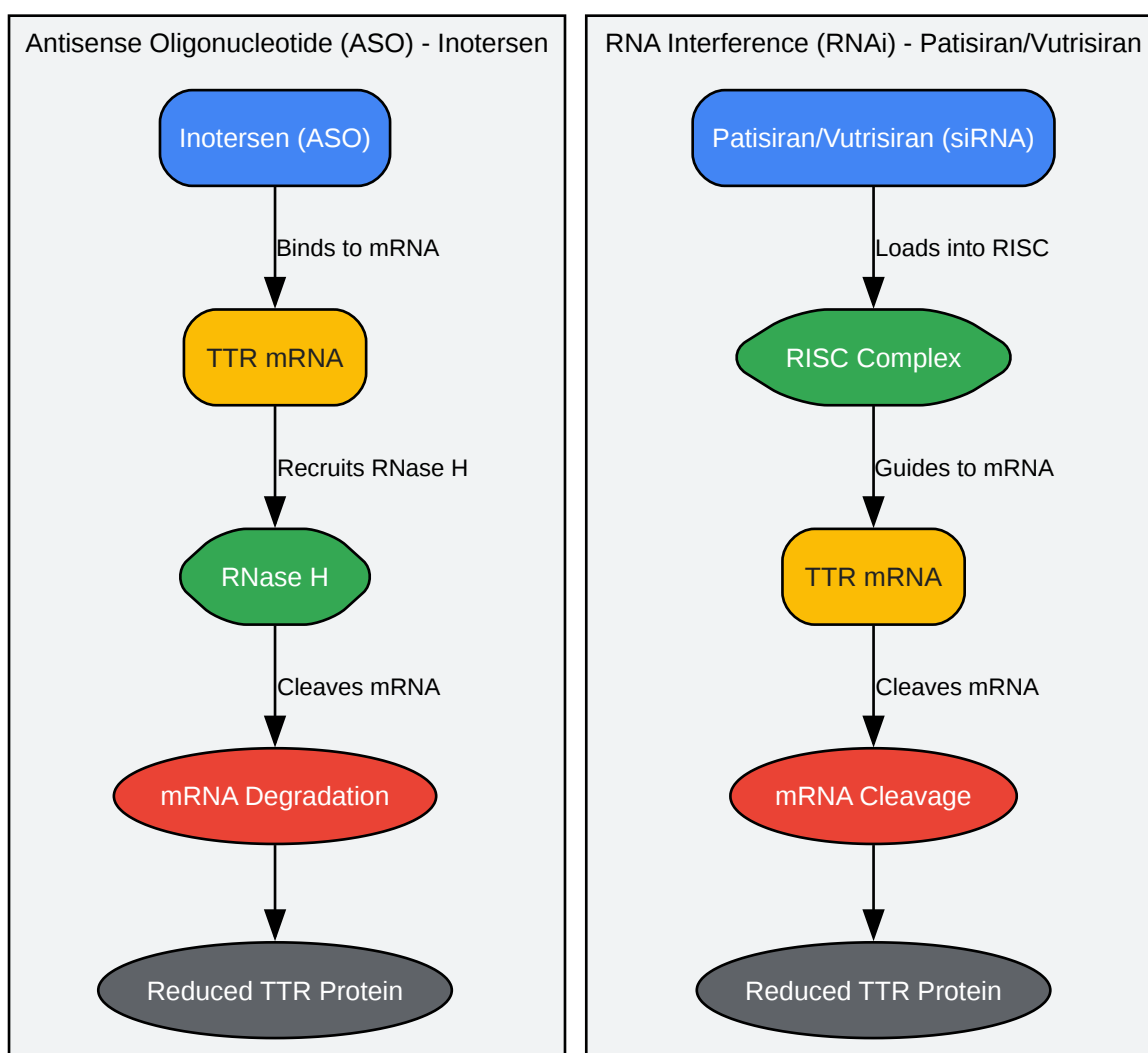 Antisense Oligonucleotide (ASO) - Inotersen
Inotersen (ASO)
Binds to mRNA
TTR mRNA
Recruits RNase H
RNase H
Cleaves mRNA
mRNA Degradation
Reduced TTR Protein
RNA Interference (RNAi) - Patisiran/Vutrisiran
Patisiran/Vutrisiran (siRNA)
Loads into RISC
RISC Complex
Guides to mRNA
TTR mRNA
Cleaves mRNA
mRNA Cleavage
Reduced TTR Protein